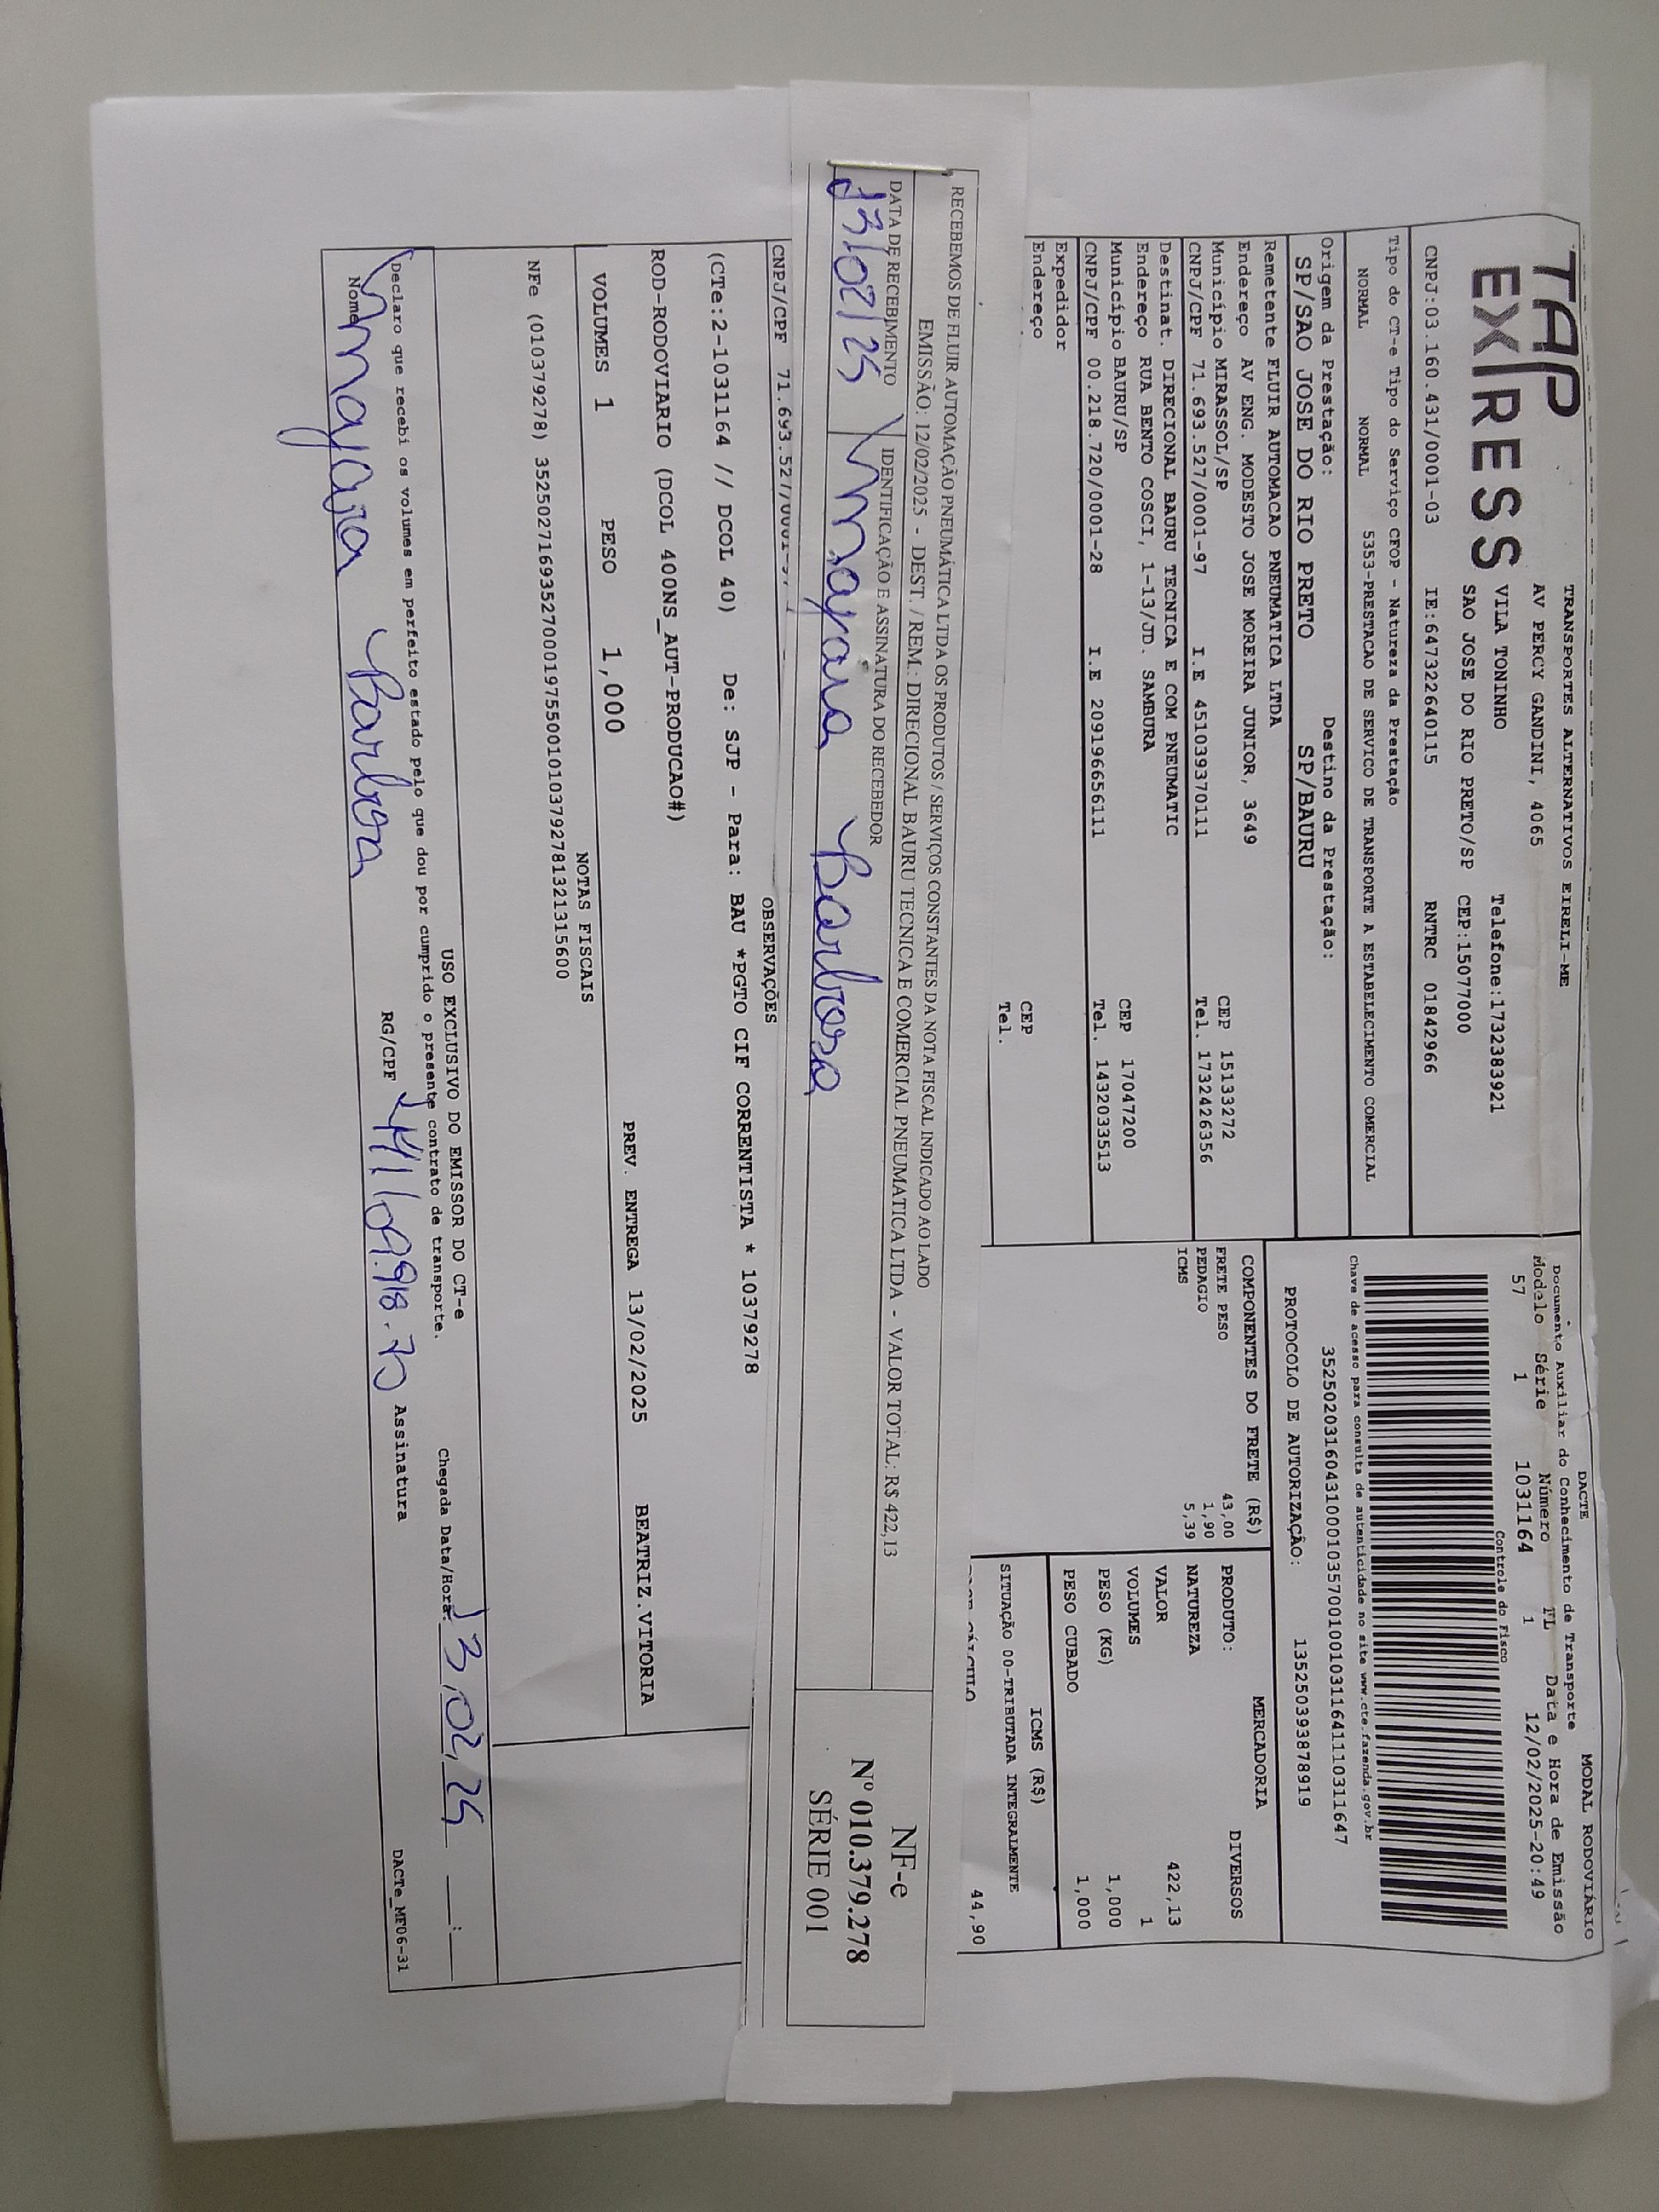 TAP
EXPRESS
TRANSPORTES ALTERNATIVOS EIRELI-ME
AV PERCY GANDINI, 4065
VILA TONINHO Telefone:1732383921
SAO JOSE DO RIO PRETO/SP CEP:15077000
CNPJ:03.160.431/0001-03 IE:647322640115 RNTRC 01842966
Tipo do CT-e Tipo do Serviço CFOP - Natureza da Prestação
NORMAL NORMAL 5353-PRESTACAO DE SERVICO DE TRANSPORTE A ESTABELECIMENTO COMERCIAL
Origem da Prestação: Destino da Prestação:
SP/SAO JOSE DO RIO PRETO SP/BAURU
Remetente FLUIR AUTOMACAO PNEUMATICA LTDA
Endereço AV ENG. MODESTO JOSE MOREIRA JUNIOR, 3649
Município MIRASSOL/SP CEP 15133272
CNPJ/CPF 71.693.527/0001-97 I.E 451039370111 Tel. 1732426356
Destinat. DIRECIONAL BAURU TECNICA E COM PNEUMATIC
Endereço RUA BENTO COSCI, 1-13/JD. SAMBURA
Município BAURU/SP CEP 17047200
CNPJ/CPF 00.218.720/0001-28 I.E 209196656111 Tel. 1432033513
Expedidor
Endereço
CEP
Tel.
DACTE MODAL RODOVIÁRIO
Documento Auxiliar do Conhecimento de Transporte
Modelo Série Número FL Data e Hora de Emissão
57 1 1031164 1 12/02/2025-20:49
Controle do Fisco
Chave de acesso para consulta de autenticidade no site www.cte.fazenda.gov.br
35250203160431000103570010010311641110311647
PROTOCOLO DE AUTORIZAÇÃO: 135250393878919
COMPONENTES DO FRETE (R$)
FRETE PESO 43,00
PEDAGIO 1,90
ICMS 5,39
MERCADORIA
PRODUTO: DIVERSOS
NATUREZA
VALOR 422,13
VOLUMES 1
PESO (KG) 1,000
PESO CUBADO 1,000
ICMS (R$)
SITUAÇÃO 00-TRIBUTADA INTEGRALMENTE
44,90
RECEBEMOS DE FLUIR AUTOMAÇÃO PNEUMÁTICA LTDA OS PRODUTOS / SERVIÇOS CONSTANTES DA NOTA FISCAL INDICADO AO LADO
EMISSÃO: 12/02/2025 - DEST. / REM.: DIRECIONAL BAURU TECNICA E COMERCIAL PNEUMATICA LTDA - VALOR TOTAL: R$ 422,13
DATA DE RECEBIMENTO IDENTIFICAÇÃO E ASSINATURA DO RECEBEDOR
13/02/25 Mayara Barbosa
NF-e
Nº 010.379.278
SÉRIE 001
CNPJ/CPF 71.693.527/0001-97
OBSERVAÇÕES
(CTe:2-1031164 // DCOL 40) De: SJP - Para: BAU *PGTO CIF CORRENTISTA * 10379278
ROD-RODOVIARIO (DCOL 400NS_AUT-PRODUCAO#)
VOLUMES 1 PESO 1,000 PREV. ENTREGA 13/02/2025 BEATRIZ.VITORIA
NOTAS FISCAIS
NFe (010379278) 35250271693527000197550010103792781321315600
USO EXCLUSIVO DO EMISSOR DO CT-e
Declaro que recebi os volumes em perfeito estado pelo que dou por cumprido o presente contrato de transporte. Chegada Data/Hora: 13,02,25 __:__
Nome Mayara Barbosa RG/CPF Assinatura DACTe_MF06-31